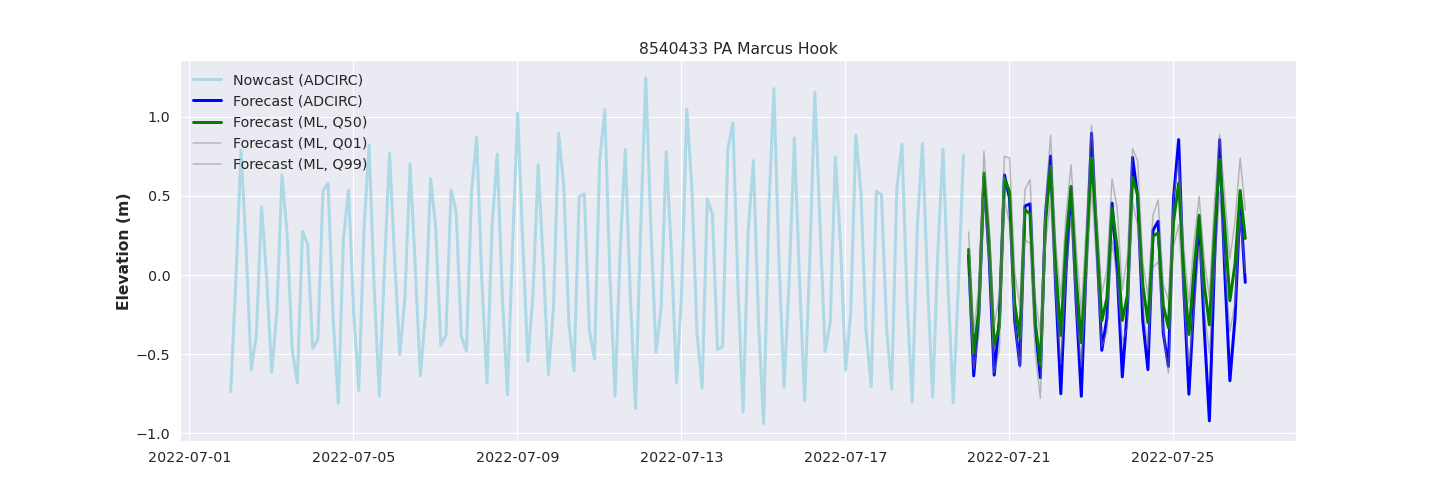 8540433 PA Marcus Hook
Nowcast (ADCIRC)
Forecast (ADCIRC)
Forecast (ML, Q50)
Forecast (ML, Q01)
Forecast (ML, Q99)
Elevation (m)
1.0
0.5
0.0
−0.5
−1.0
2022-07-01 2022-07-05 2022-07-09 2022-07-13 2022-07-17 2022-07-21 2022-07-25